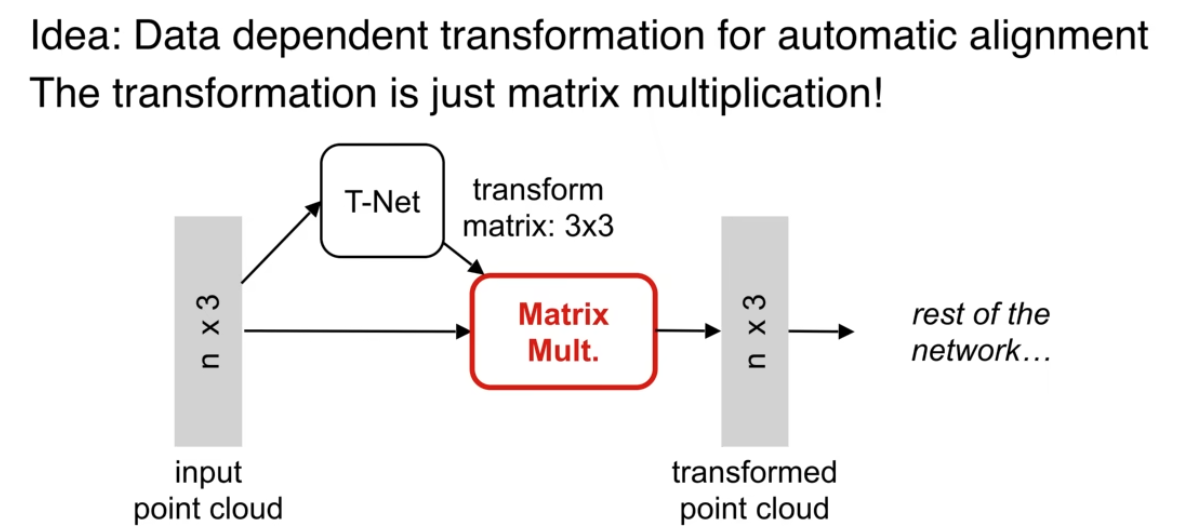 Idea: Data dependent transformation for automatic alignment
The transformation is just matrix multiplication!
T-Net
transform
matrix: 3x3
n x 3
Matrix
Mult.
n x 3
rest of the
network…
input
point cloud
transformed
point cloud